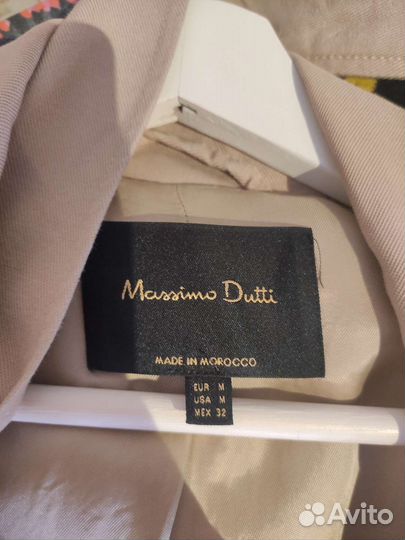 Massimo Dutti
MADE IN MOROCCO
EUR M
USA M
MEX 32
Avito